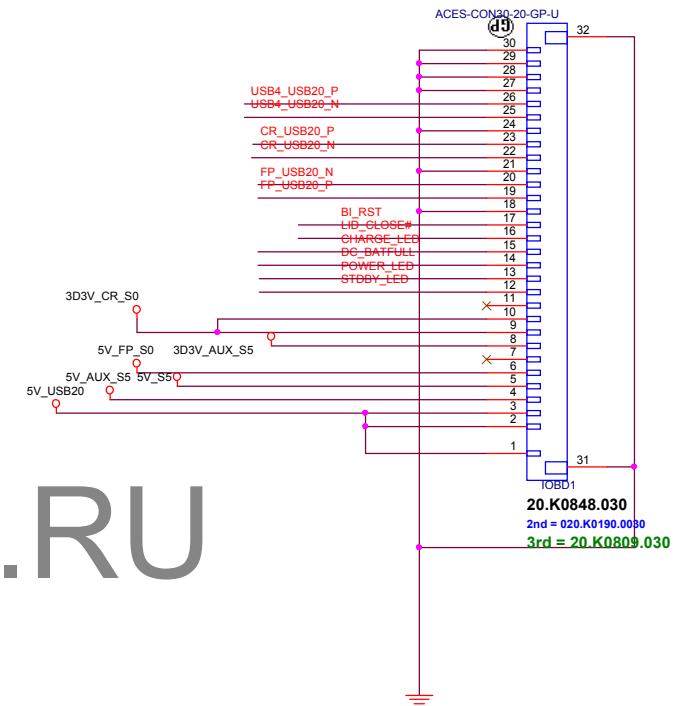 ACES-CON30-20-GP-U
32
30
29
28
27
USB4_USB20_P
26
USB4_USB20_N
25
24
CR_USB20_P
23
CR_USB20_N
22
21
FP_USB20_N
20
FP_USB20_P
19
18
BI_RST
17
LID_CLOSE#
16
CHARGE_LED
15
DC_BATFULL
14
POWER_LED
13
STDBY_LED
12
3D3V_CR_S0
11
10
9
8
5V_FP_S0 3D3V_AUX_S5
7
6
5V_AUX_S5 5V_S5
5
5V_USB20
4
3
2
1
31
IOBD1
20.K0848.030
2nd = 020.K0190.0030
3rd = 20.K0809.030
.RU